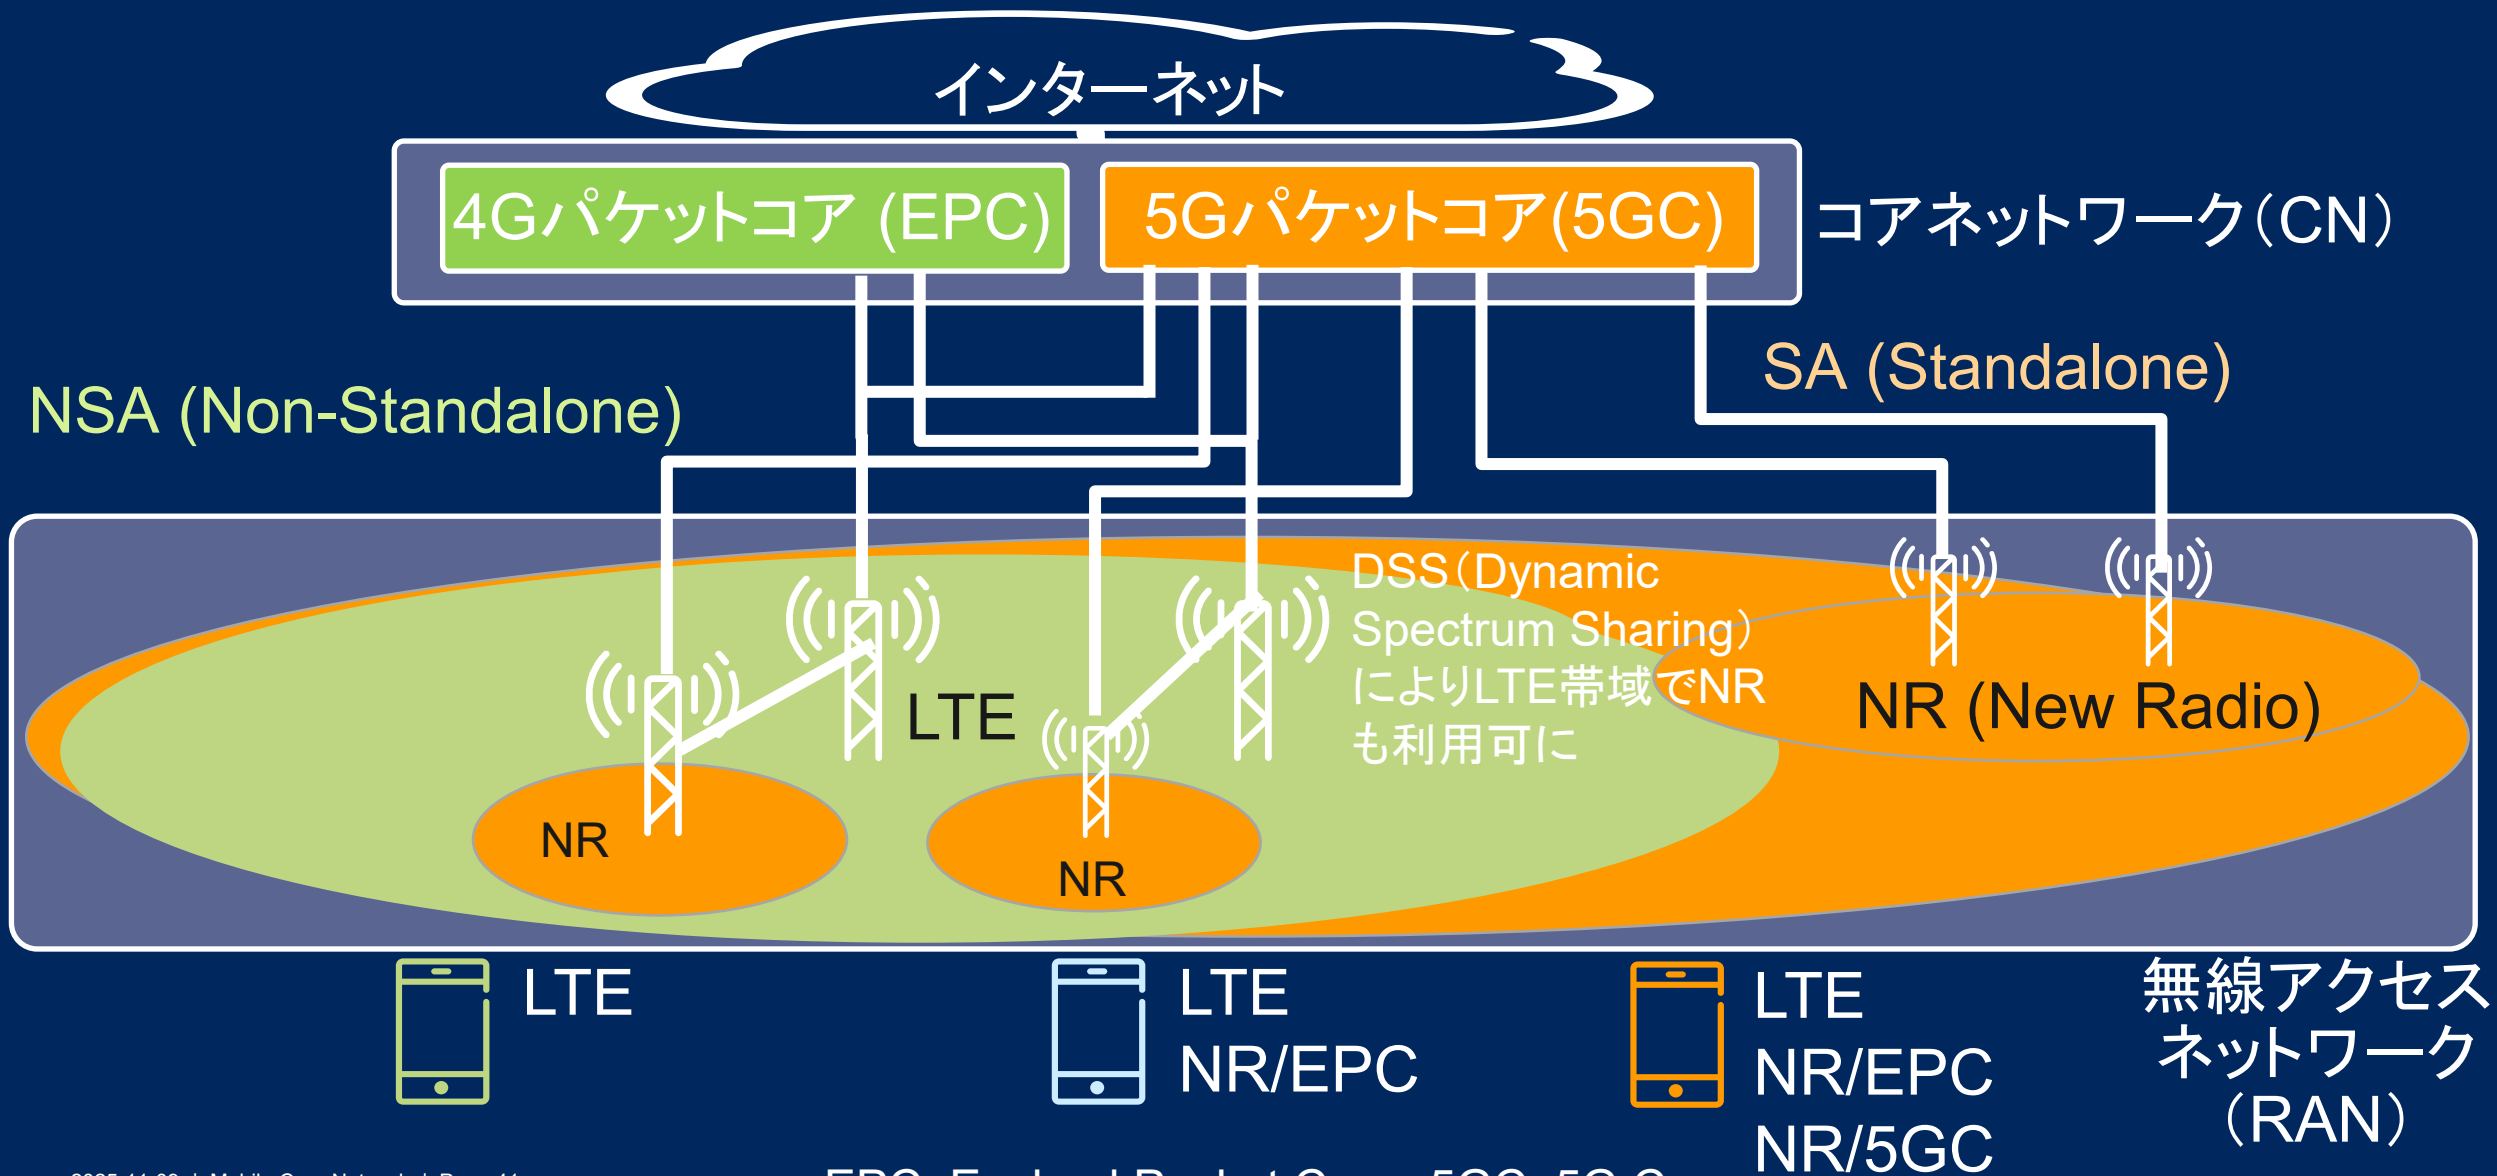 インターネット
4G パケットコア (EPC)
5G パケットコア(5GC)
コアネットワーク(CN)
NSA (Non-Standalone)
SA (Standalone)
DSS (Dynamic
Spectrum Sharing)
によりLTE帯域でNR
も利用可に
LTE
NR (New Radio)
NR
NR
LTE
LTE
NR/EPC
LTE
NR/EPC
NR/5GC
無線アクセス
ネットワーク
(RAN)